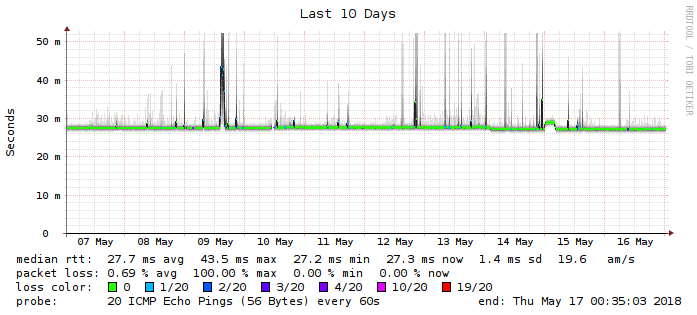 Last 10 Days
RRDTOOL / TOBI OETIKER
Seconds
50 m
40 m
30 m
20 m
10 m
0
07 May 08 May 09 May 10 May 11 May 12 May 13 May 14 May 15 May 16 May
median rtt: 27.7 ms avg 43.5 ms max 27.2 ms min 27.3 ms now 1.4 ms sd 19.6 am/s
packet loss: 0.69 % avg 100.00 % max 0.00 % min 0.00 % now
loss color: 0 1/20 2/20 3/20 4/20 10/20 19/20
probe: 20 ICMP Echo Pings (56 Bytes) every 60s end: Thu May 17 00:35:03 2018